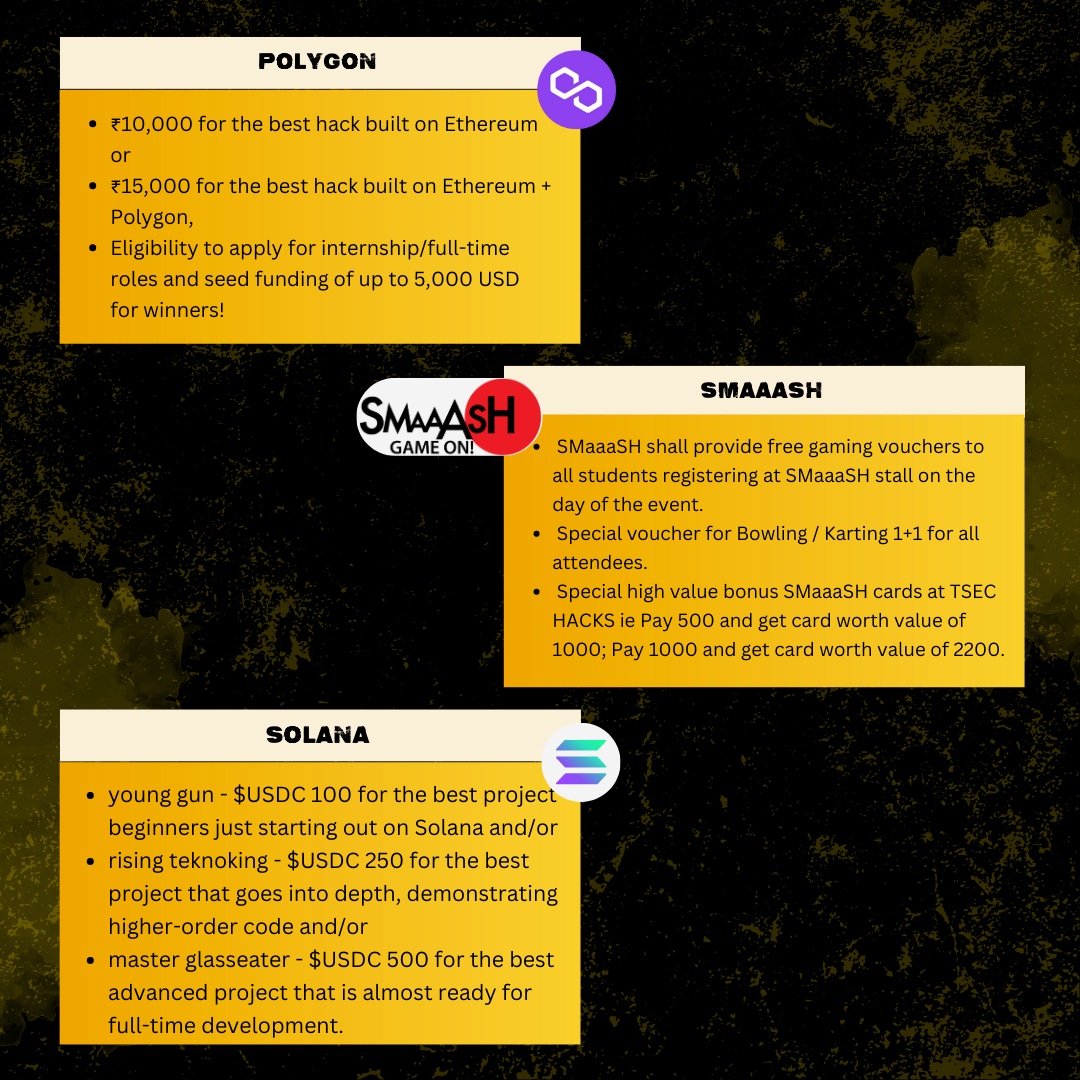 POLYGON
• ₹10,000 for the best hack built on Ethereum
or
• ₹15,000 for the best hack built on Ethereum +
Polygon,
• Eligibility to apply for internship/full-time
roles and seed funding of up to 5,000 USD
for winners!
SMAAASH
SMAAASH
GAME ON!
• SMaaaSH shall provide free gaming vouchers to
all students registering at SMaaaSH stall on the
day of the event.
• Special voucher for Bowling / Karting 1+1 for all
attendees.
• Special high value bonus SMaaaSH cards at TSEC
HACKS ie Pay 500 and get card worth value of
1000; Pay 1000 and get card worth value of 2200.
SOLANA
• young gun - $USDC 100 for the best project
beginners just starting out on Solana and/or
• rising teknoking - $USDC 250 for the best
project that goes into depth, demonstrating
higher-order code and/or
• master glasseater - $USDC 500 for the best
advanced project that is almost ready for
full-time development.